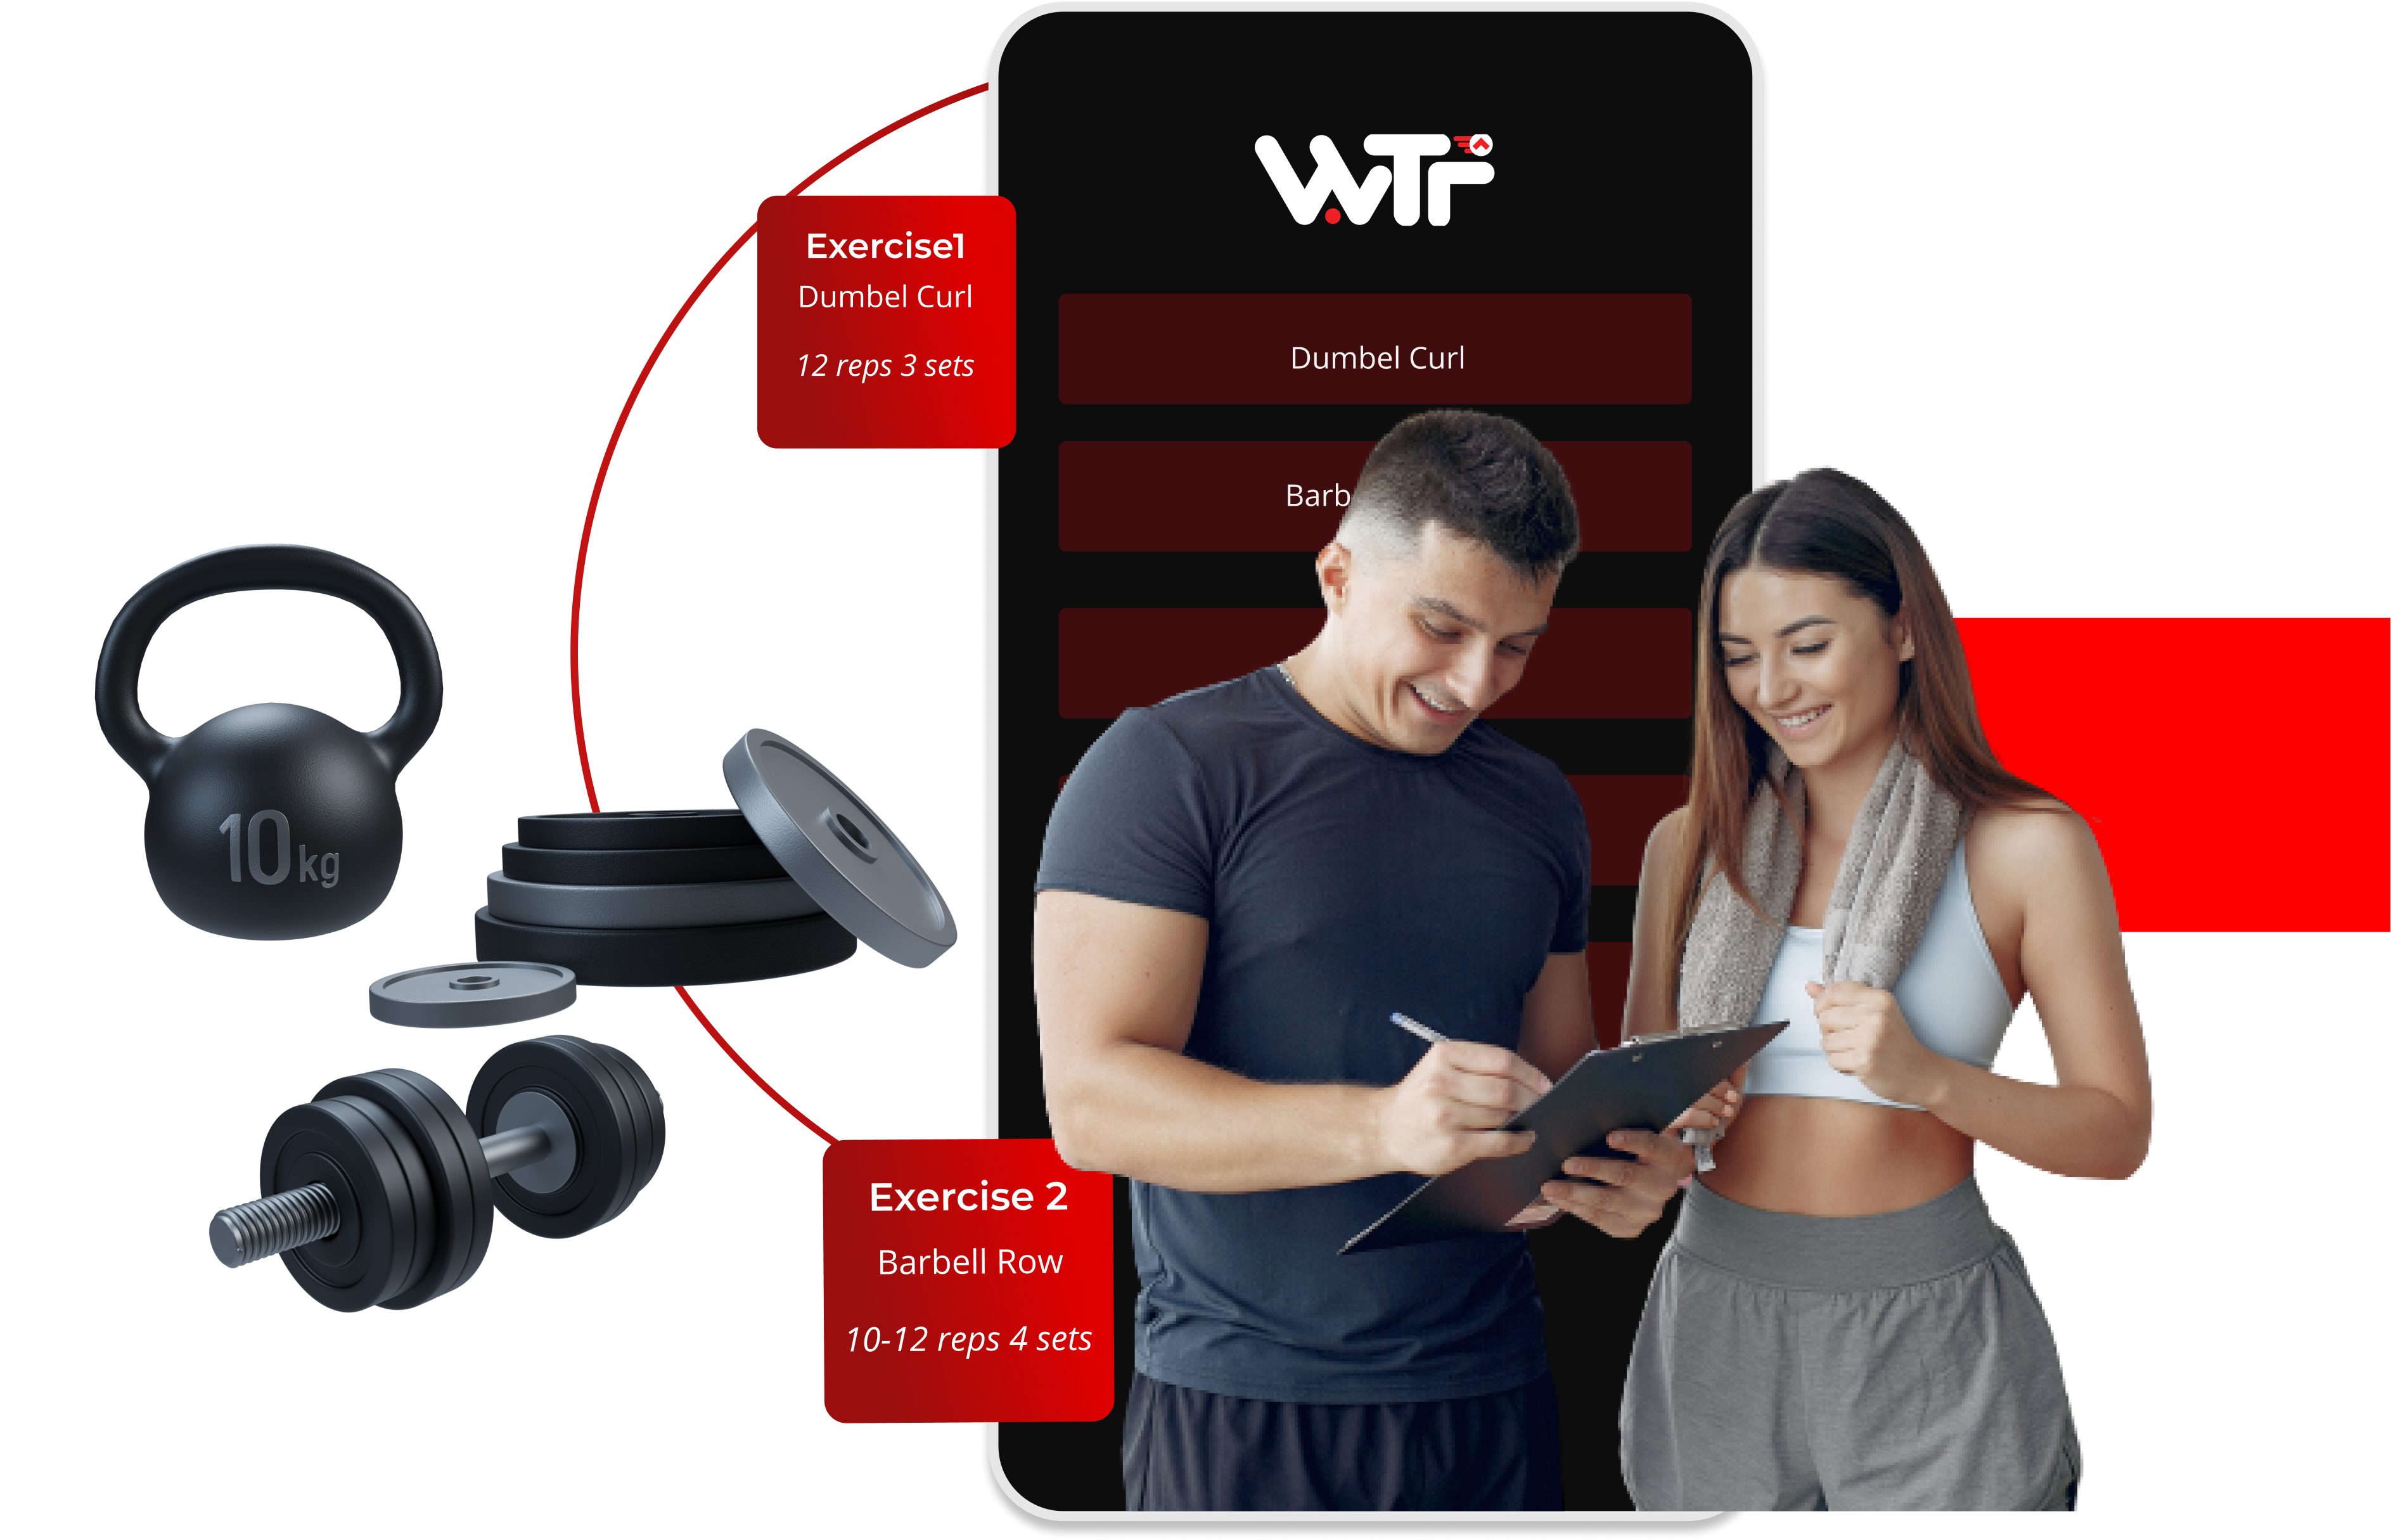 WTF
Exercise1
Dumbel Curl
12 reps 3 sets
Dumbel Curl
Barb
10kg
Exercise 2
Barbell Row
10-12 reps 4 sets